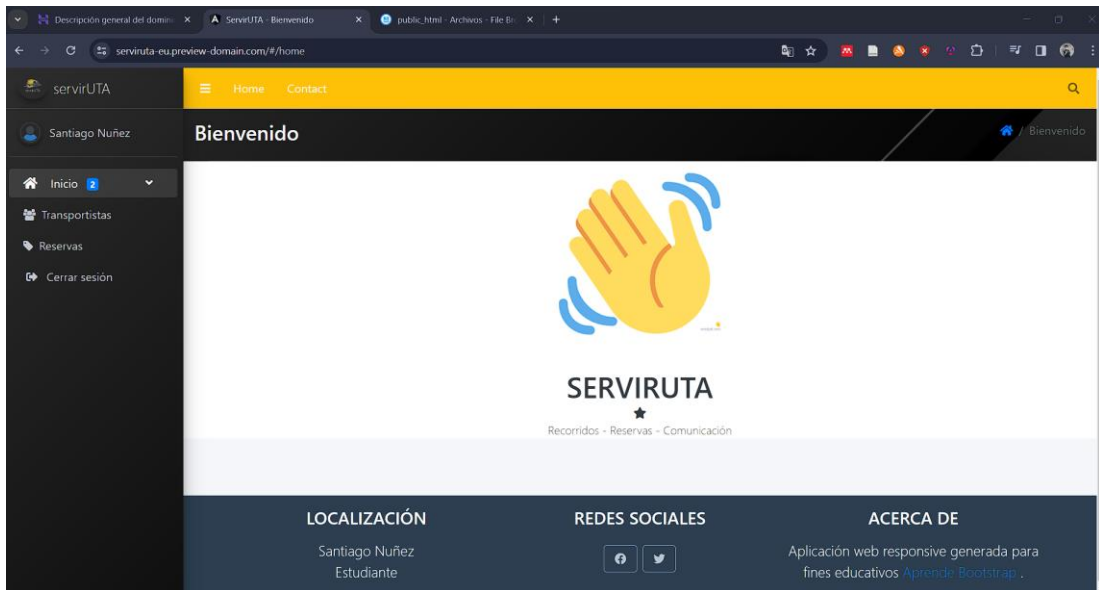 Descripción general del domini
ServirUTA - Bienvenido
public_html - Archivos - File Bro
serviruta-eu.preview-domain.com/#/home
servirUTA
Home Contact
Santiago Nuñez
Bienvenido
/ Bienvenido
Inicio 2
Transportistas
Reservas
Cerrar sesión
SERVIRUTA
Recorridos - Reservas - Comunicación
LOCALIZACIÓN
Santiago Nuñez
Estudiante
REDES SOCIALES
ACERCA DE
Aplicación web responsive generada para
fines educativos Aprende Bootstrap .